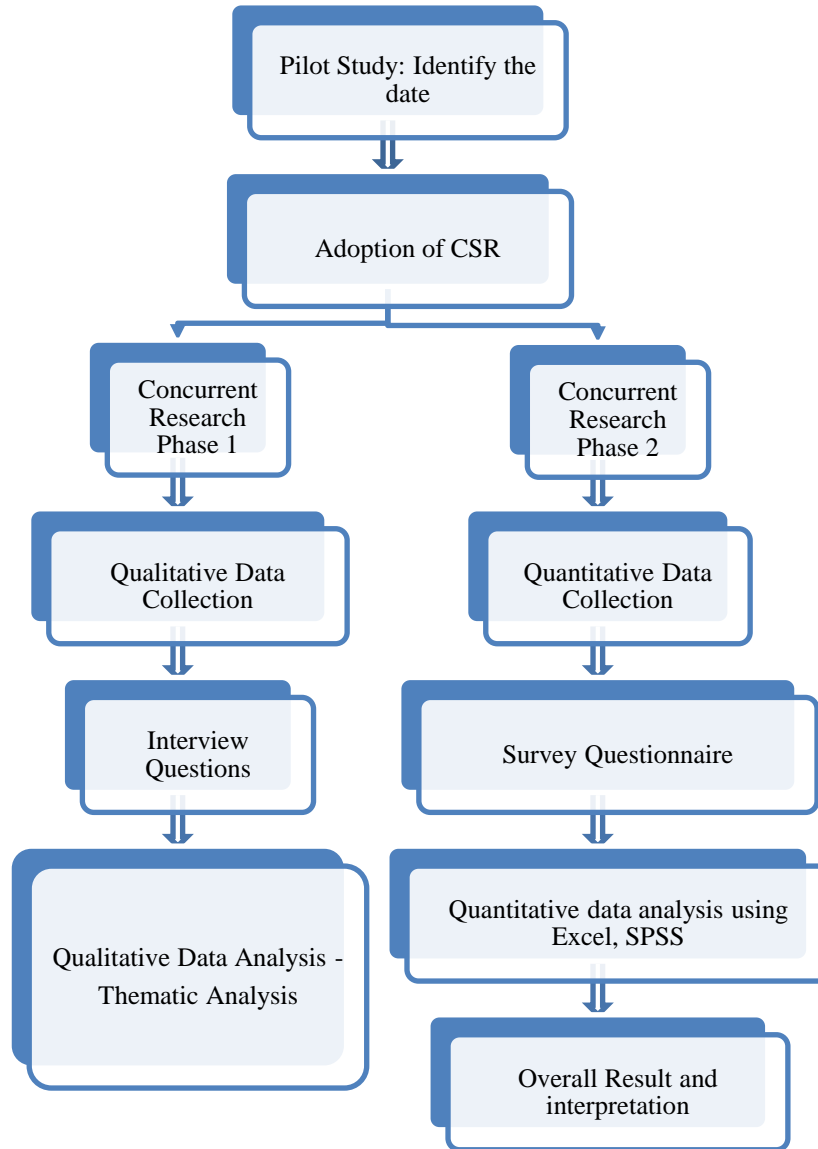 Pilot Study: Identify the
date
Adoption of CSR
Concurrent
Research
Phase 1
Concurrent
Research
Phase 2
Qualitative Data
Collection
Quantitative Data
Collection
Interview
Questions
Survey Questionnaire
Qualitative Data Analysis -
Thematic Analysis
Quantitative data analysis using
Excel, SPSS
Overall Result and
interpretation